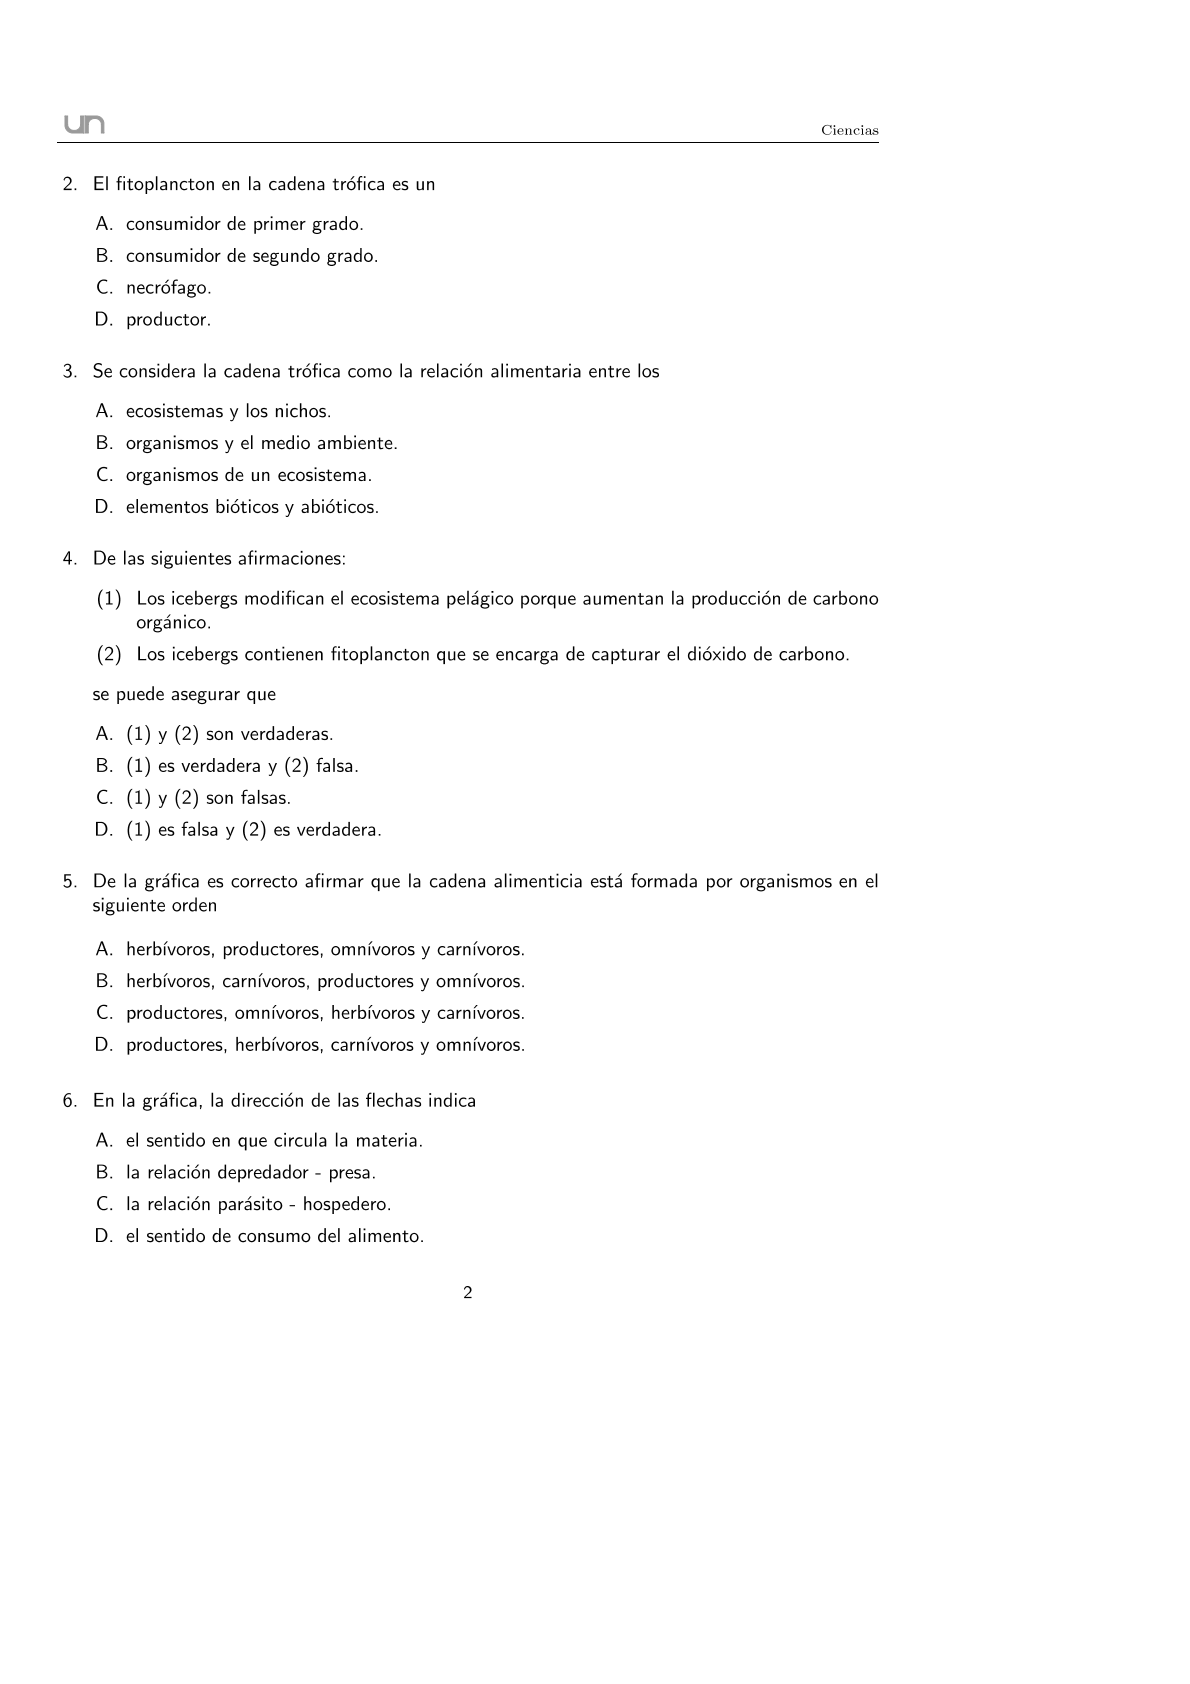 un
Ciencias
2. El fitoplancton en la cadena trófica es un
A. consumidor de primer grado.
B. consumidor de segundo grado.
C. necrófago.
D. productor.
3. Se considera la cadena trófica como la relación alimentaria entre los
A. ecosistemas y los nichos.
B. organismos y el medio ambiente.
C. organismos de un ecosistema.
D. elementos bióticos y abióticos.
4. De las siguientes afirmaciones:
(1) Los icebergs modifican el ecosistema pelágico porque aumentan la producción de carbono
orgánico.
(2) Los icebergs contienen fitoplancton que se encarga de capturar el dióxido de carbono.
se puede asegurar que
A. (1) y (2) son verdaderas.
B. (1) es verdadera y (2) falsa.
C. (1) y (2) son falsas.
D. (1) es falsa y (2) es verdadera.
5. De la gráfica es correcto afirmar que la cadena alimenticia está formada por organismos en el
siguiente orden
A. herbívoros, productores, omnívoros y carnívoros.
B. herbívoros, carnívoros, productores y omnívoros.
C. productores, omnívoros, herbívoros y carnívoros.
D. productores, herbívoros, carnívoros y omnívoros.
6. En la gráfica, la dirección de las flechas indica
A. el sentido en que circula la materia.
B. la relación depredador - presa.
C. la relación parásito - hospedero.
D. el sentido de consumo del alimento.
2